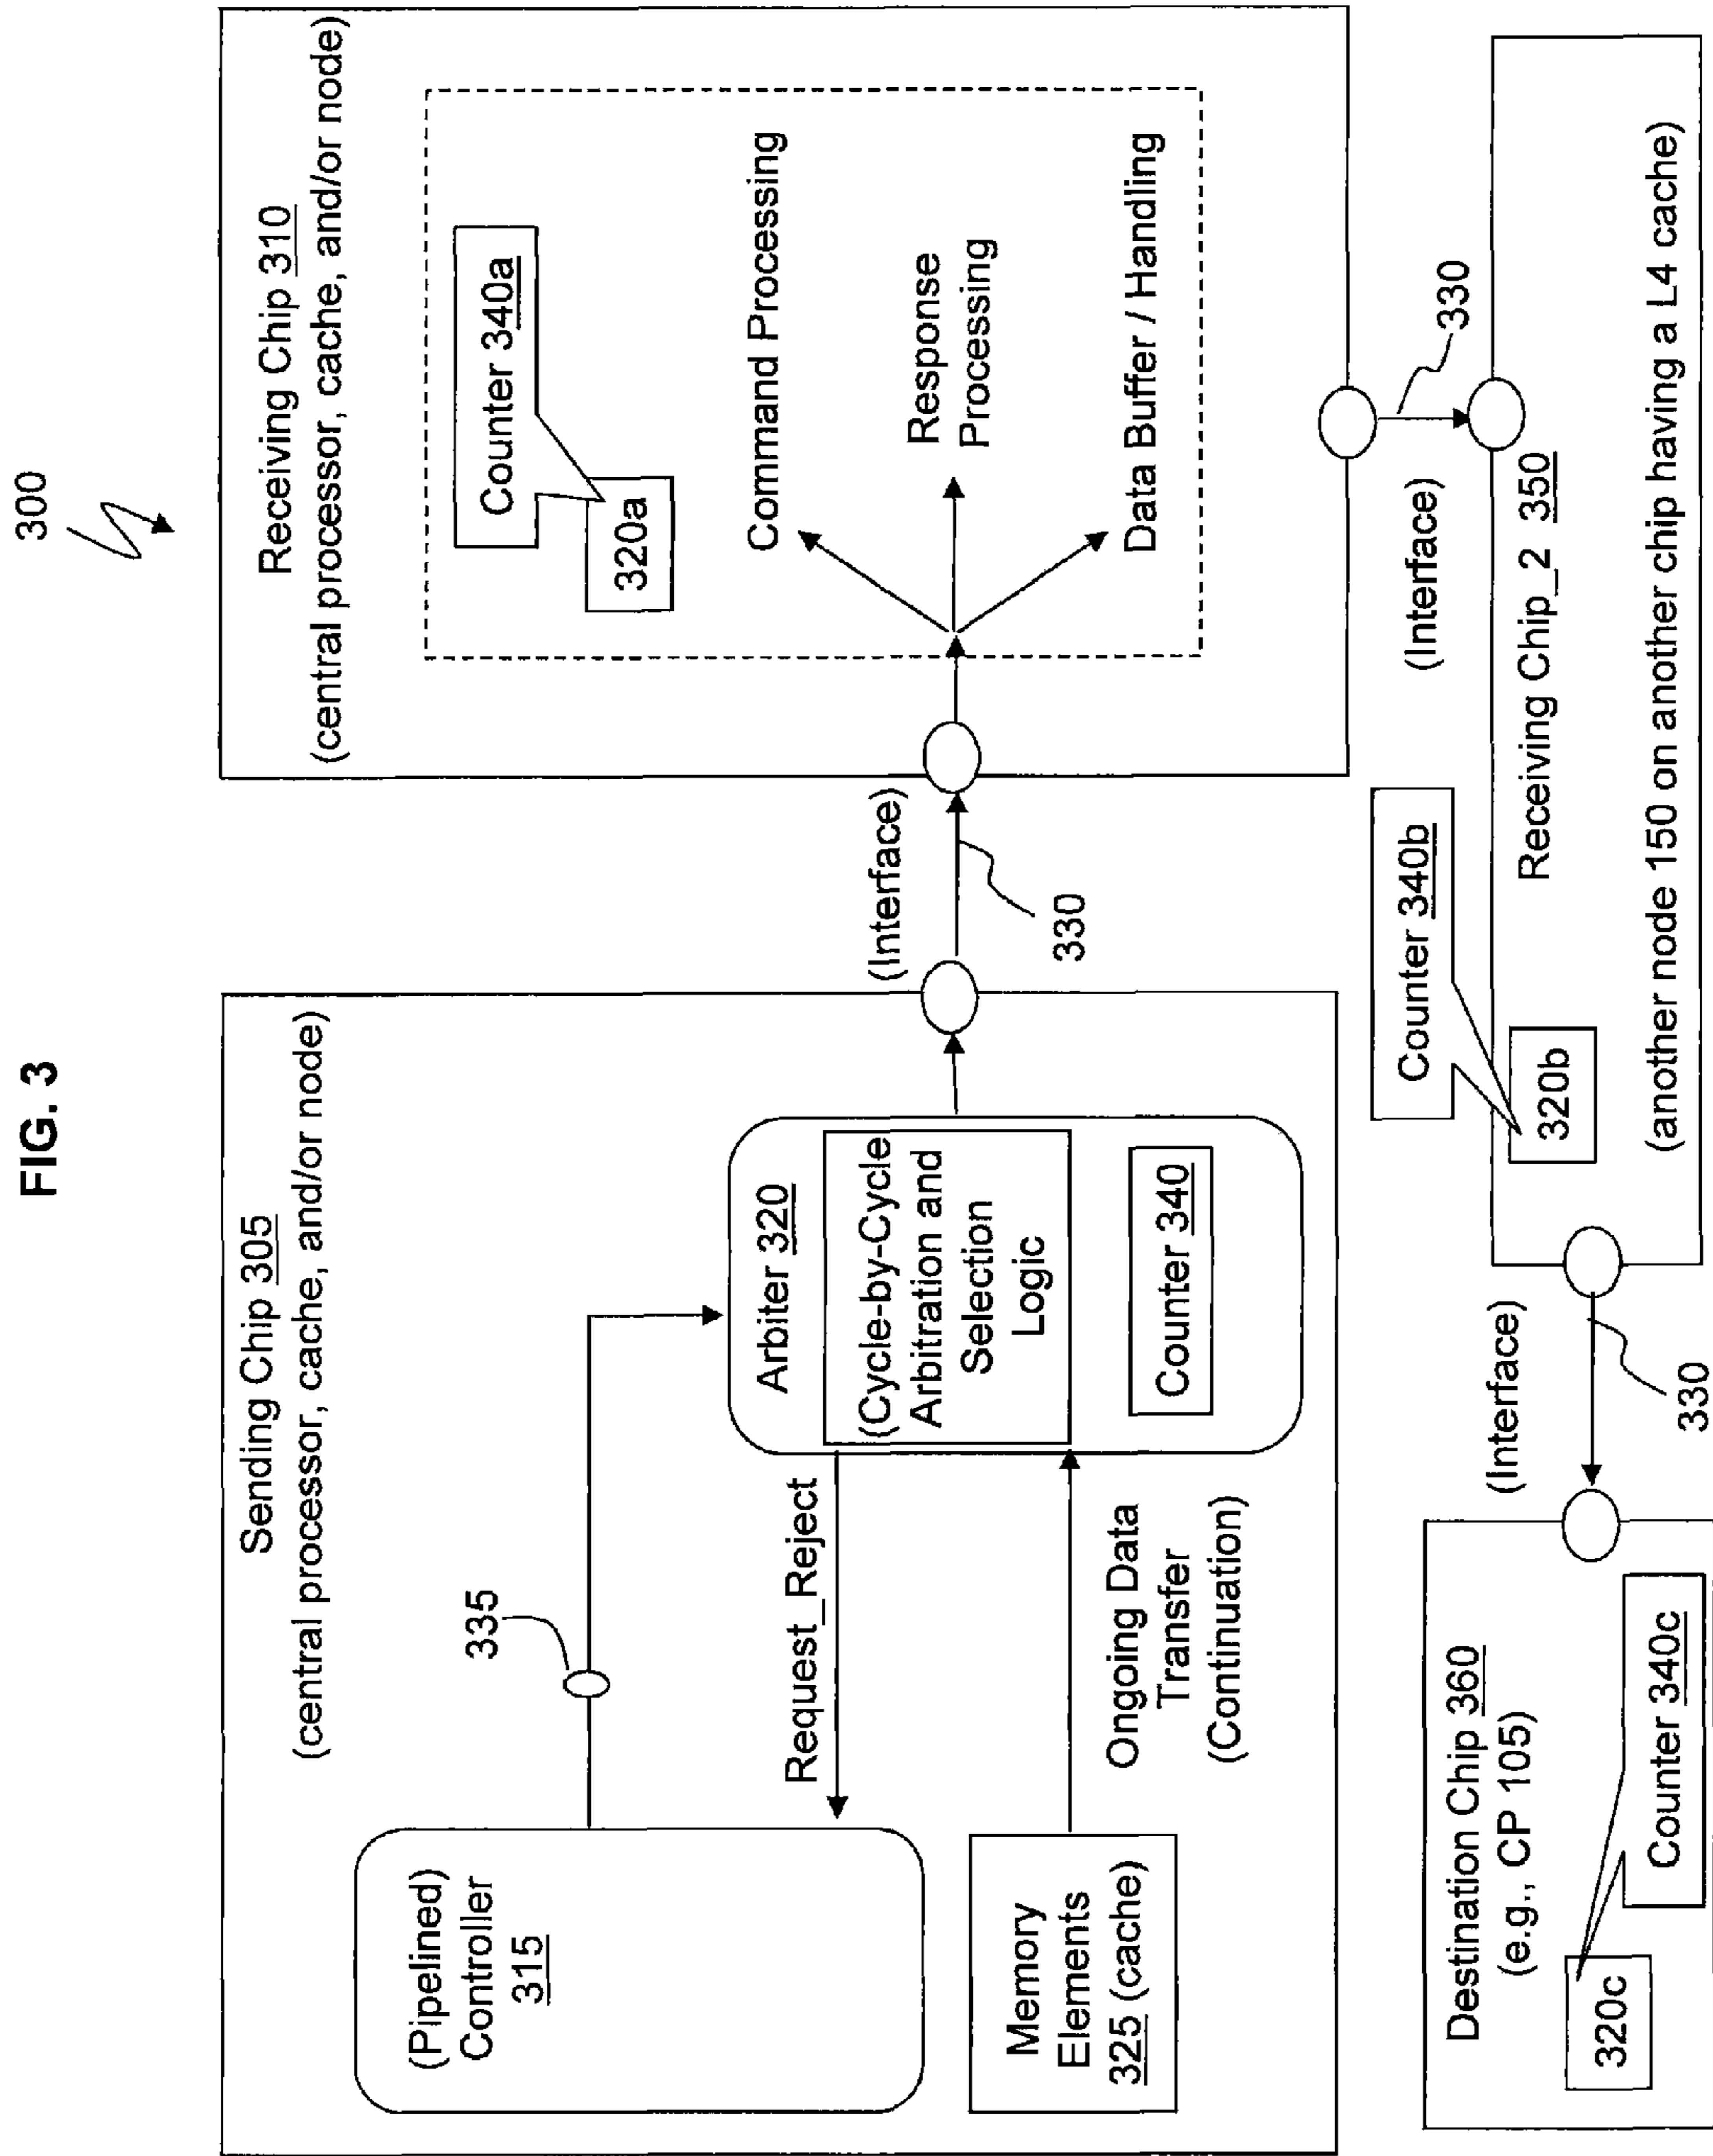 FIG. 3
300
Sending Chip 305
(central processor, cache, and/or node)
(Pipelined)
Controller
315
335
Request_Reject
Memory
Elements
325 (cache)
Ongoing Data
Transfer
(Continuation)
Arbiter 320
(Cycle-by-Cycle
Arbitration and
Selection
Logic
Counter 340
(Interface)
330
Receiving Chip 310
(central processor, cache, and/or node)
Counter 340a
320a
Command Processing
Response
Processing
Data Buffer / Handling
(Interface)
330
Counter 340b
320b
Receiving Chip_2 350
(another node 150 on another chip having a L4 cache)
(Interface)
330
Destination Chip 360
(e.g., CP 105)
320c
Counter 340c